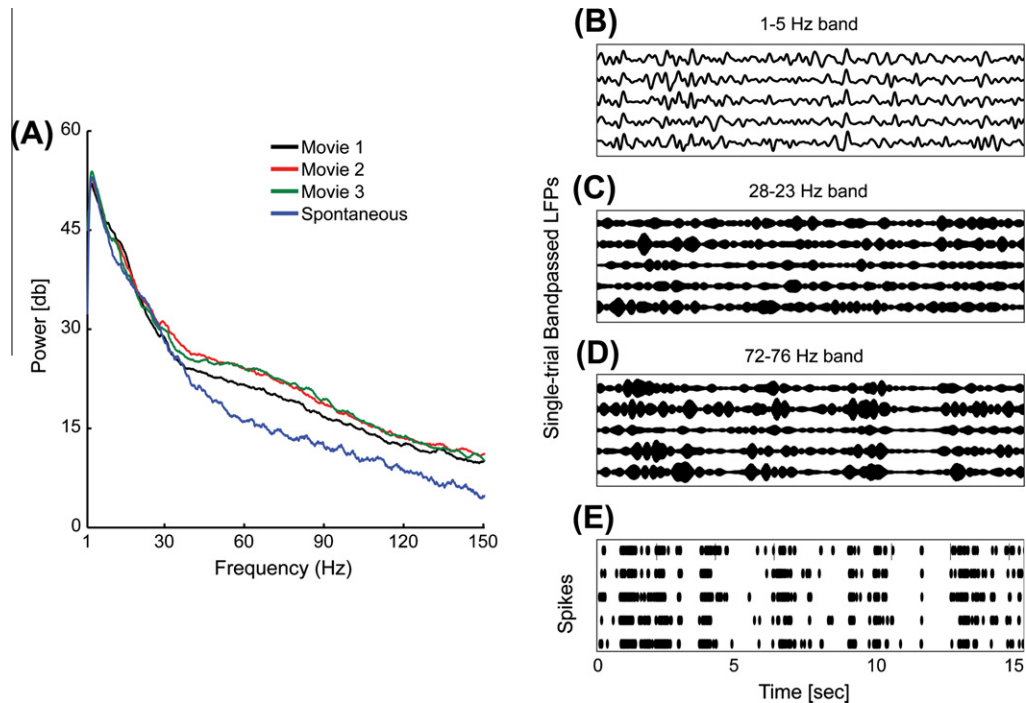 (A)
60
45
30
15
0
Power [db]
1
30
60
90
120
150
Frequency (Hz)
Movie 1
Movie 2
Movie 3
Spontaneous
Single-trial Bandpassed LFPs
(B)
1-5 Hz band
(C)
28-23 Hz band
(D)
72-76 Hz band
(E)
Spikes
0
5
10
15
Time [sec]